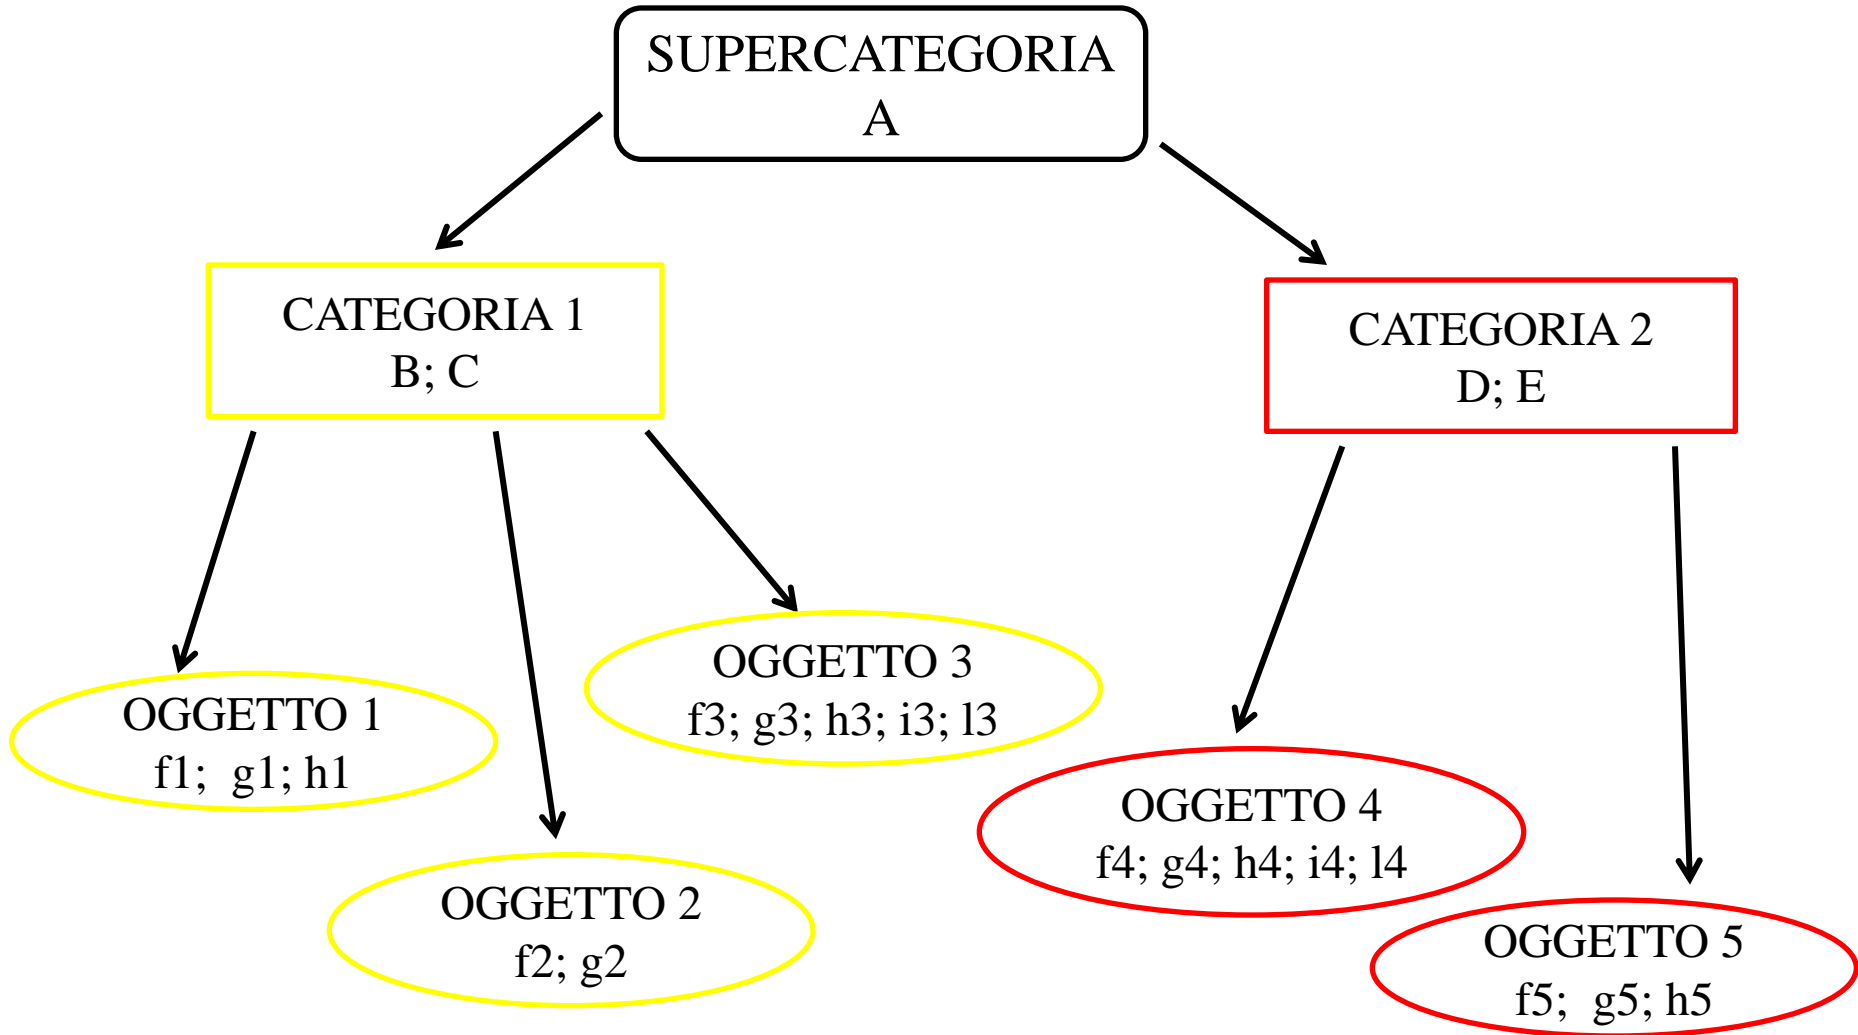 SUPERCATEGORIA
A
CATEGORIA 1
B; C
CATEGORIA 2
D; E
OGGETTO 1
f1;  g1; h1
OGGETTO 2
f2; g2
OGGETTO 3
f3; g3; h3; i3; l3
OGGETTO 4
f4; g4; h4; i4; l4
OGGETTO 5
f5;  g5; h5